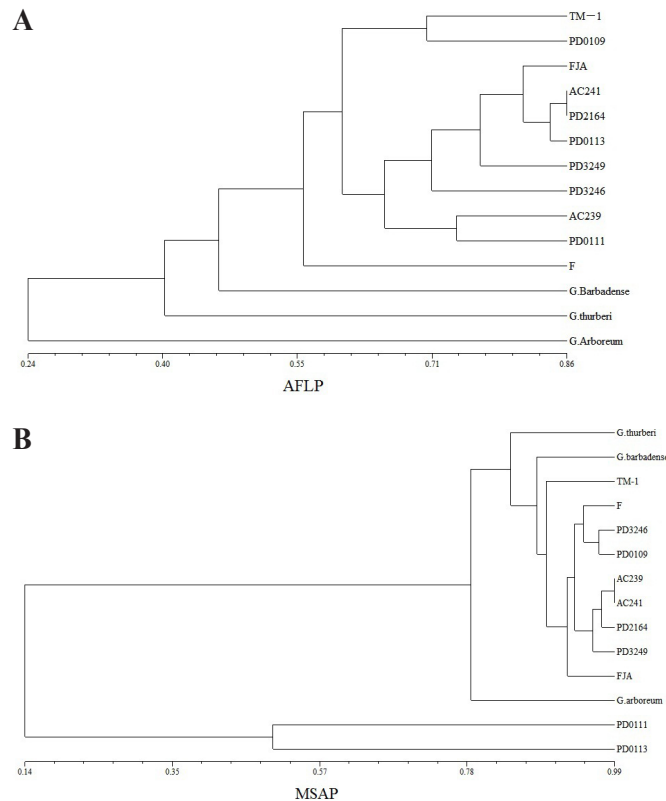 A
TM—1
PD0109
FJA
AC241
PD2164
PD0113
PD3249
PD3246
AC239
PD0111
F
G.Barbadense
G.thurberi
G.Arboreum
0.24 0.40 0.55 0.71 0.86
AFLP
B
G.thurberi
G.barbadense
TM-1
F
PD3246
PD0109
AC239
AC241
PD2164
PD3249
FJA
G.arboreum
PD0111
PD0113
0.14 0.35 0.57 0.78 0.99
MSAP